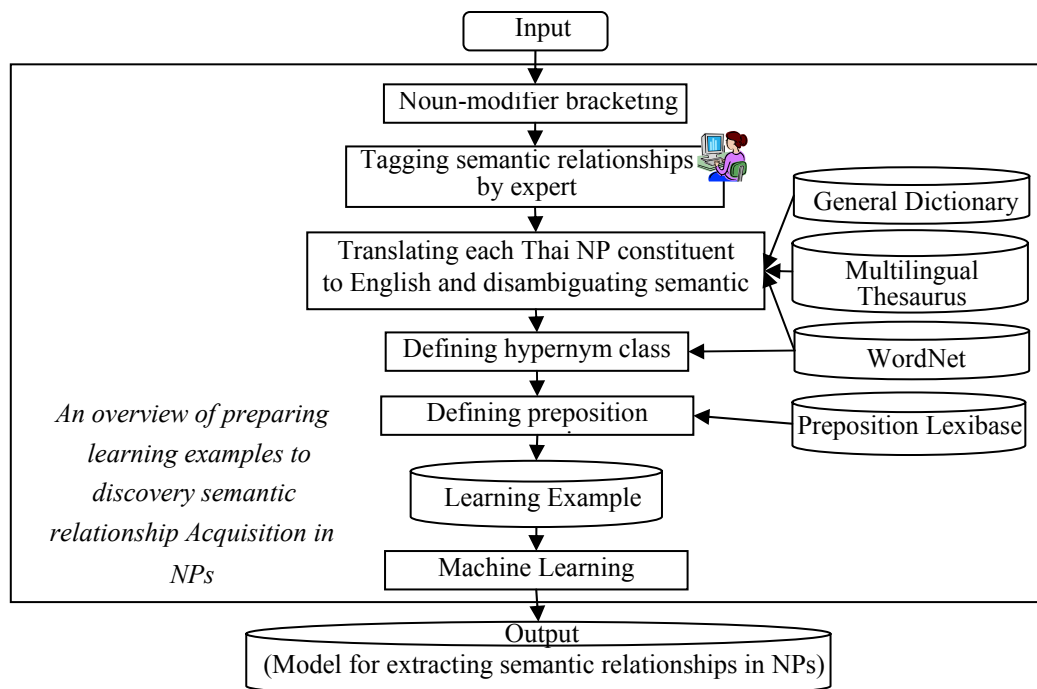 Input
Noun-modifier bracketing
Tagging semantic relationships
by expert
General Dictionary
Translating each Thai NP constituent
to English and disambiguating semantic
Multilingual
Thesaurus
Defining hypernym class
WordNet
Defining preposition
Preposition Lexibase
An overview of preparing
learning examples to
discovery semantic
relationship Acquisition in
NPs
Learning Example
Machine Learning
Output
(Model for extracting semantic relationships in NPs)